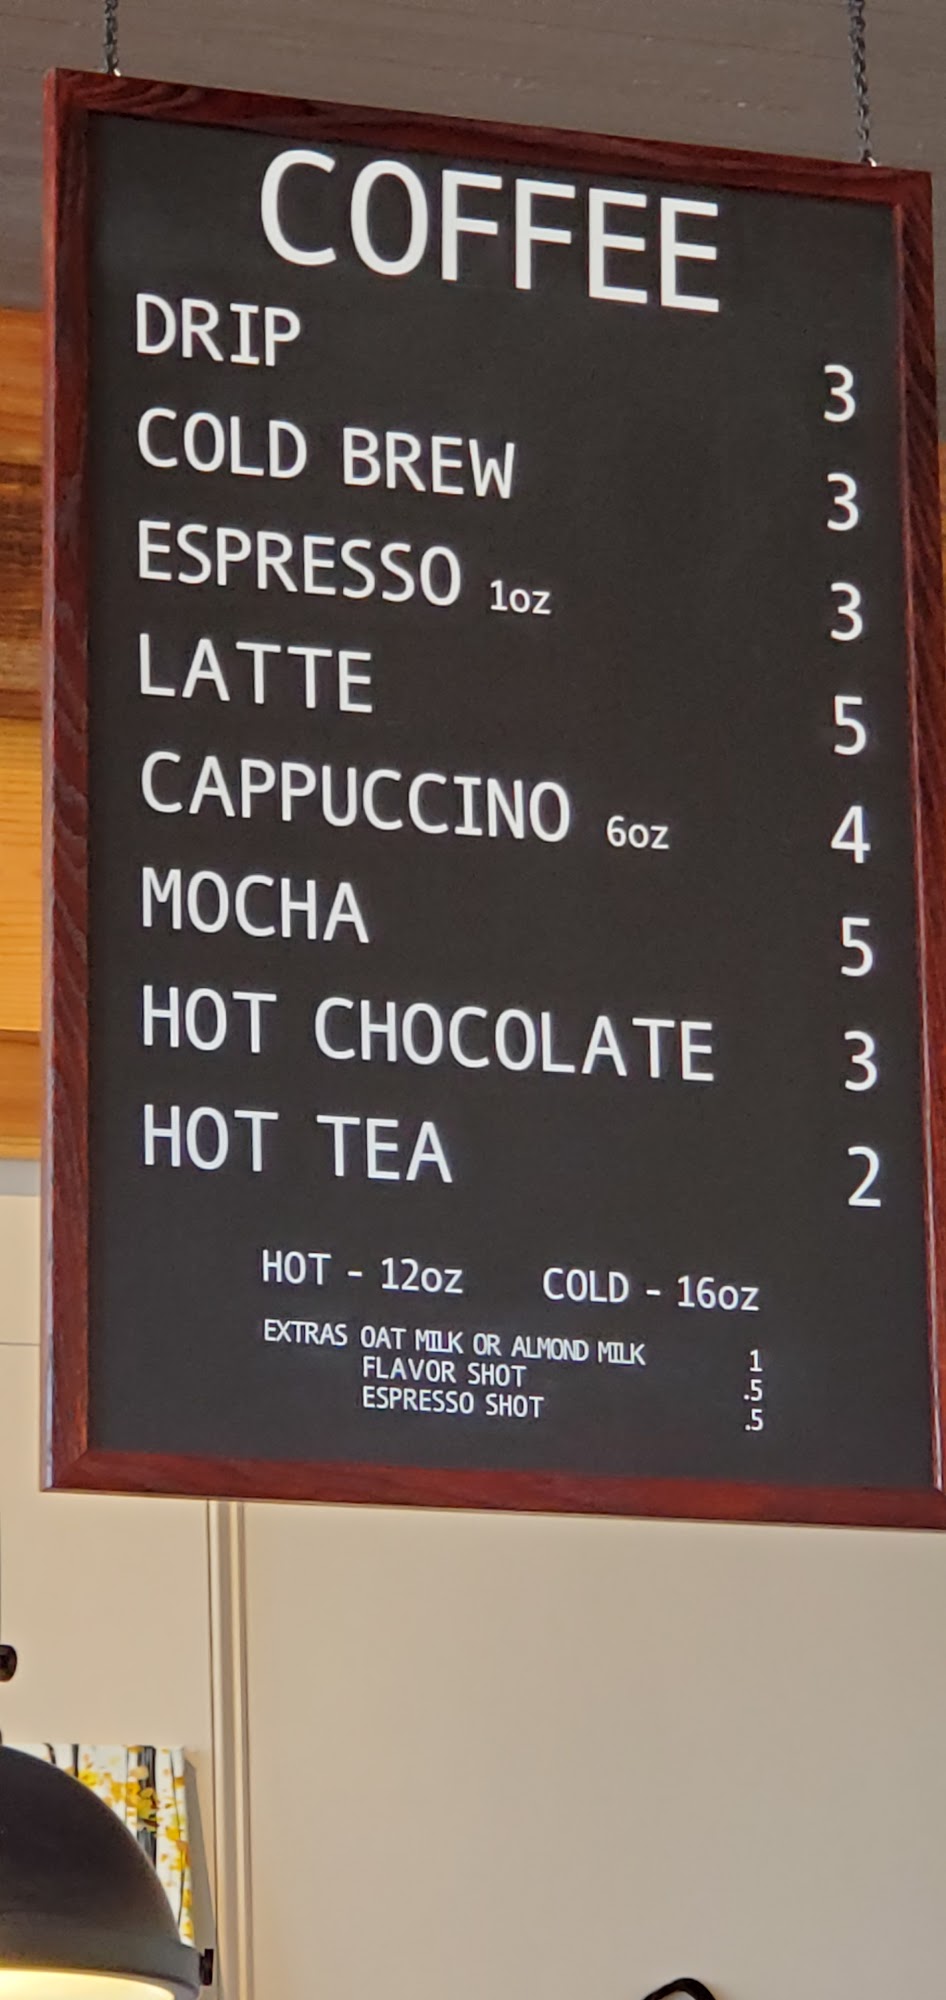 COFFEE
DRIP 3
COLD BREW 3
ESPRESSO 1oz 3
LATTE 5
CAPPUCCINO 6oz 4
MOCHA 5
HOT CHOCOLATE 3
HOT TEA 2
HOT - 12oz COLD - 16oz
EXTRAS OAT MILK OR ALMOND MILK 1
FLAVOR SHOT .5
ESPRESSO SHOT .5